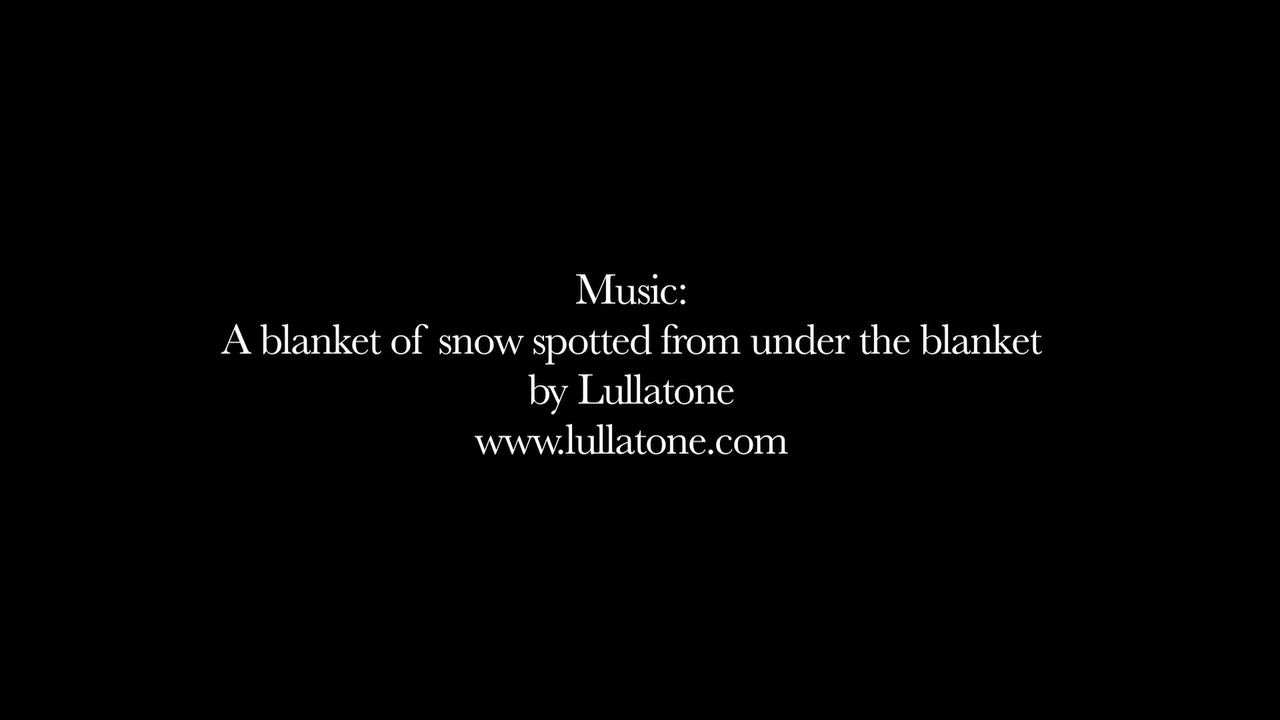 Music:
A blanket of snow spotted from under the blanket
by Lullatone
www.lullatone.com